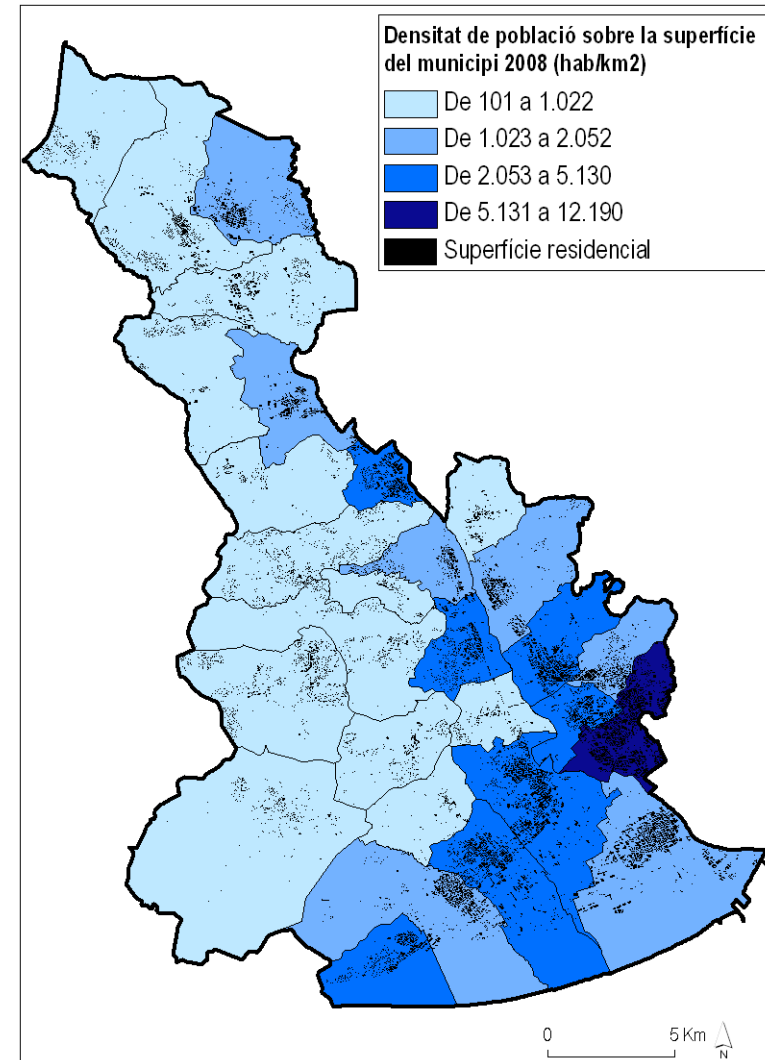 Densitat de població sobre la superfície
del municipi 2008 (hab/km2)
De 101 a 1.022
De 1.023 a 2.052
De 2.053 a 5.130
De 5.131 a 12.190
Superfície residencial
0 5 Km
N